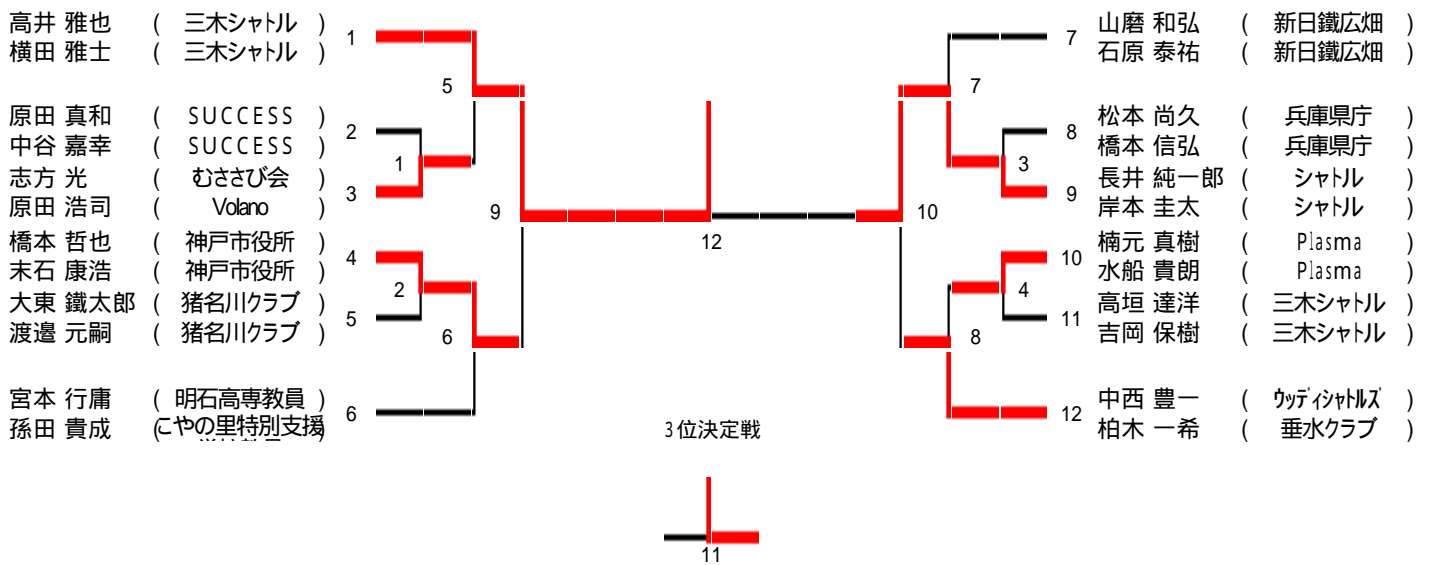 高井 雅也 ( 三木シャトル )
横田 雅士 ( 三木シャトル )
1
5
原田 真和 ( SUCCESS )
中谷 嘉幸 ( SUCCESS )
2
1
志方 光 ( むささび会 )
原田 浩司 ( Volano )
3
9
橋本 哲也 ( 神戸市役所 )
末石 康浩 ( 神戸市役所 )
4
2
大東 鐵太郎 ( 猪名川クラブ )
渡邉 元嗣 ( 猪名川クラブ )
5
6
宮本 行庸 ( 明石高専教員 )
孫田 貴成 (こやの里特別支援 )
6
12
3位決定戦
11
山磨 和弘 ( 新日鐵広畑 )
石原 泰祐 ( 新日鐵広畑 )
7
7
松本 尚久 ( 兵庫県庁 )
橋本 信弘 ( 兵庫県庁 )
8
3
長井 純一郎 ( シャトル )
岸本 圭太 ( シャトル )
9
10
楠元 真樹 ( Plasma )
水船 貴朗 ( Plasma )
10
4
高垣 達洋 ( 三木シャトル )
吉岡 保樹 ( 三木シャトル )
11
8
中西 豊一 ( ウッディシャトルズ )
柏木 一希 ( 垂水クラブ )
12